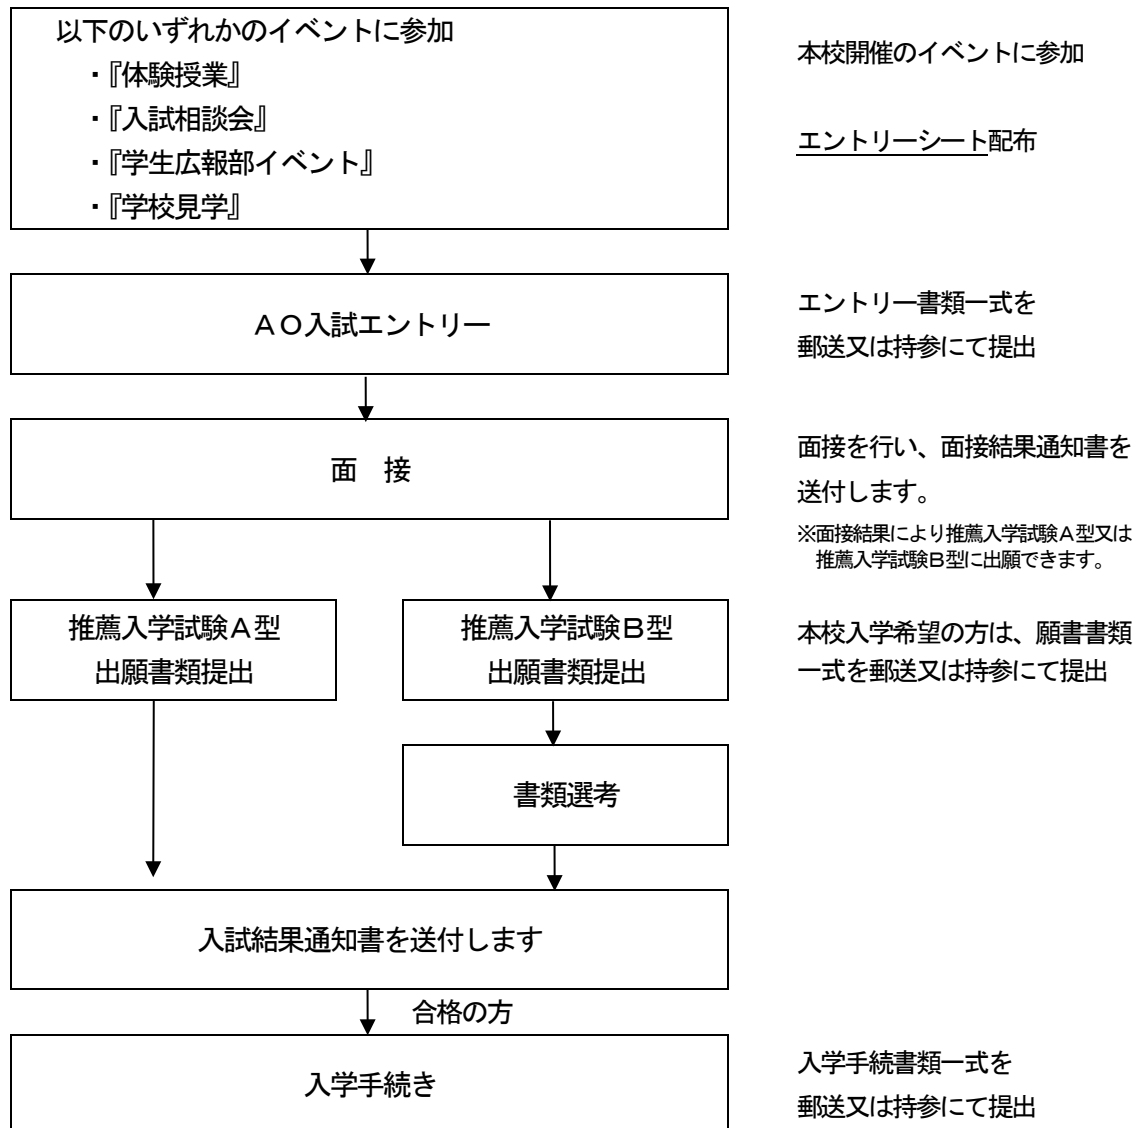 以下のいずれかのイベントに参加
・『体験授業』
・『入試相談会』
・『学生広報部イベント』
・『学校見学』
本校開催のイベントに参加
エントリーシート配布
ＡＯ入試エントリー
エントリー書類一式を
郵送又は持参にて提出
面　接
面接を行い、面接結果通知書を
送付します。
※面接結果により推薦入学試験Ａ型又は
推薦入学試験Ｂ型に出願できます。
推薦入学試験Ａ型
出願書類提出
推薦入学試験Ｂ型
出願書類提出
本校入学希望の方は、願書書類
一式を郵送又は持参にて提出
書類選考
入試結果通知書を送付します
合格の方
入学手続き
入学手続書類一式を
郵送又は持参にて提出